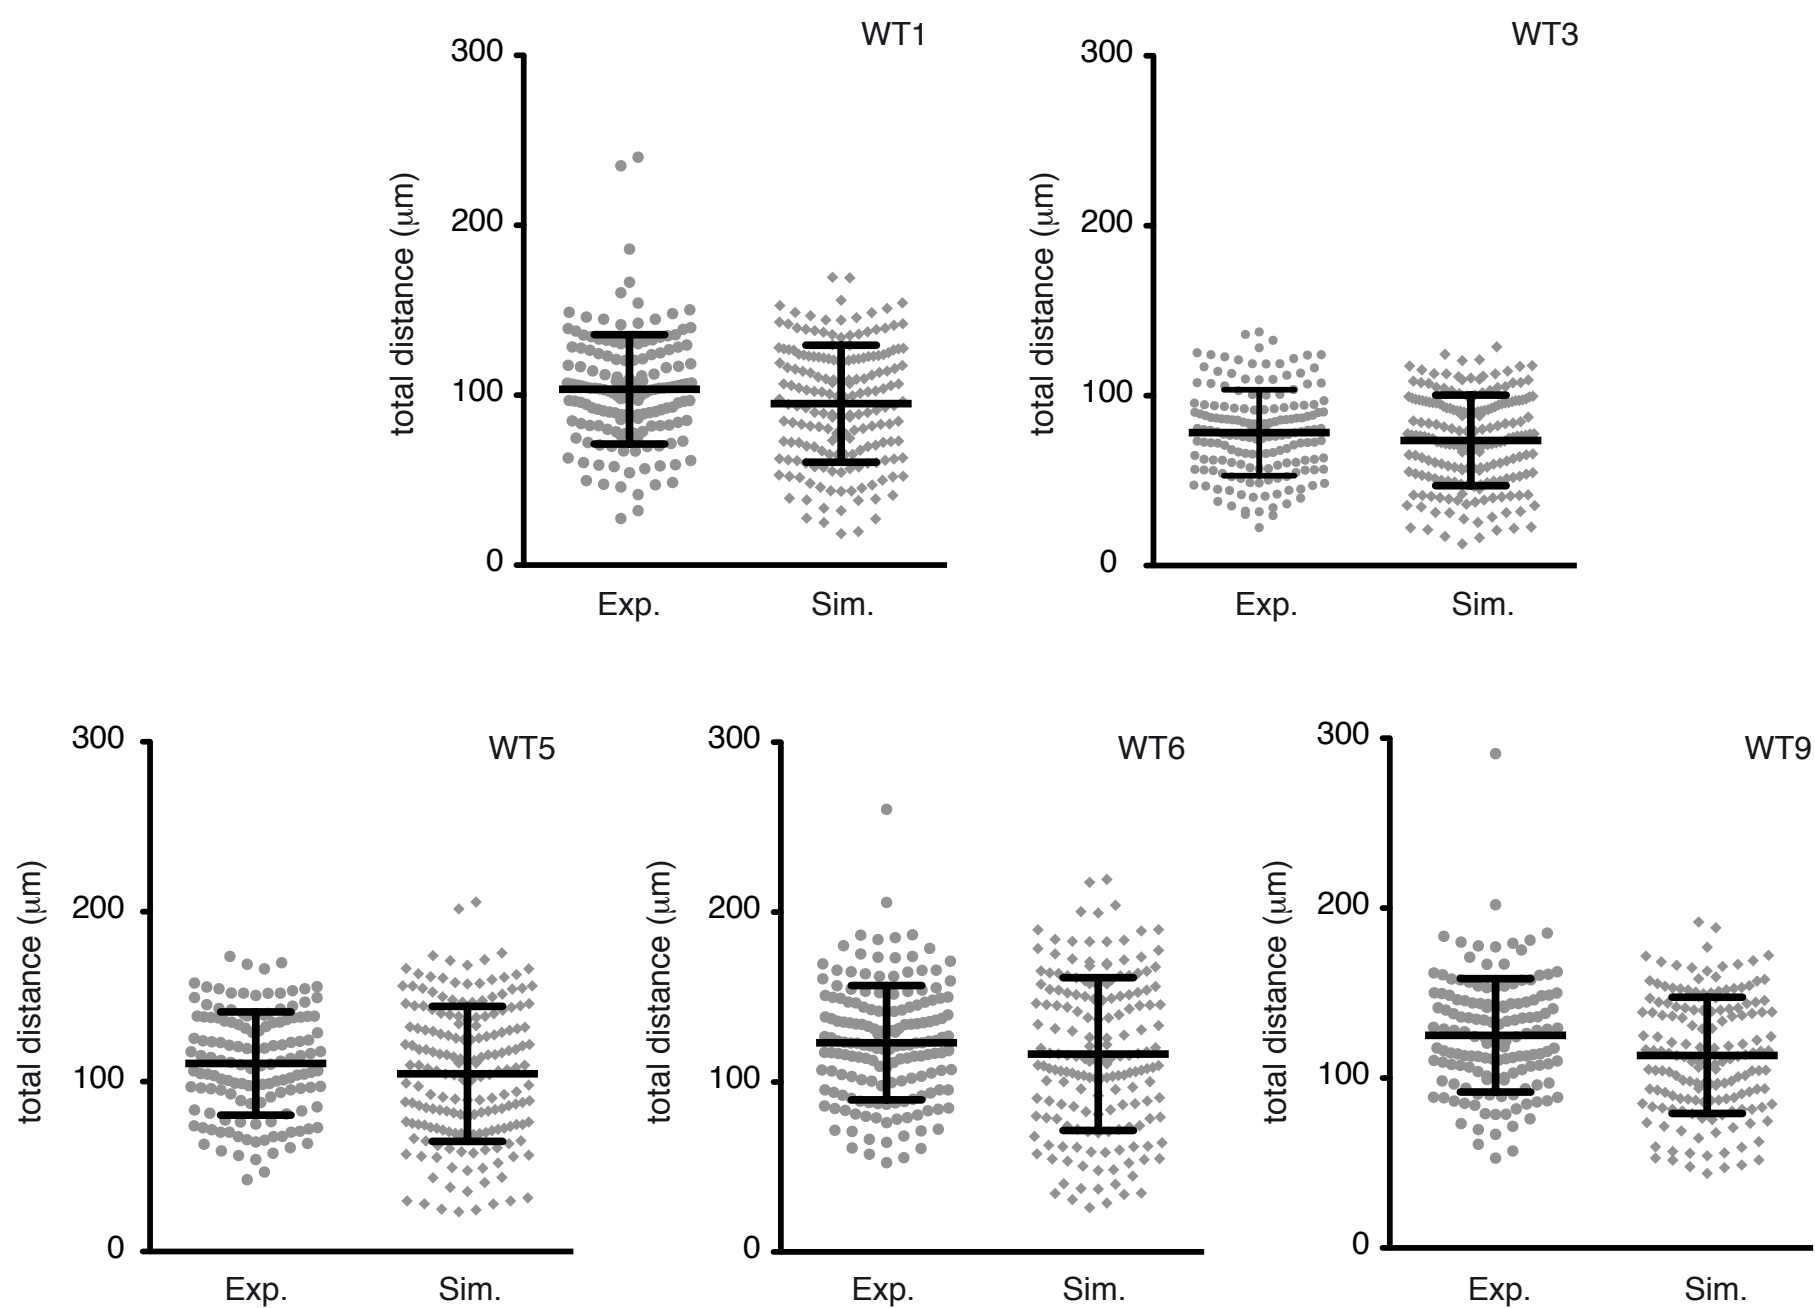 WT1
300
200
100
0
total distance (μm)
Exp. Sim.
WT3
300
200
100
0
total distance (μm)
Exp. Sim.
WT5
300
200
100
0
total distance (μm)
Exp. Sim.
WT6
300
200
100
0
total distance (μm)
Exp. Sim.
WT9
300
200
100
0
total distance (μm)
Exp. Sim.